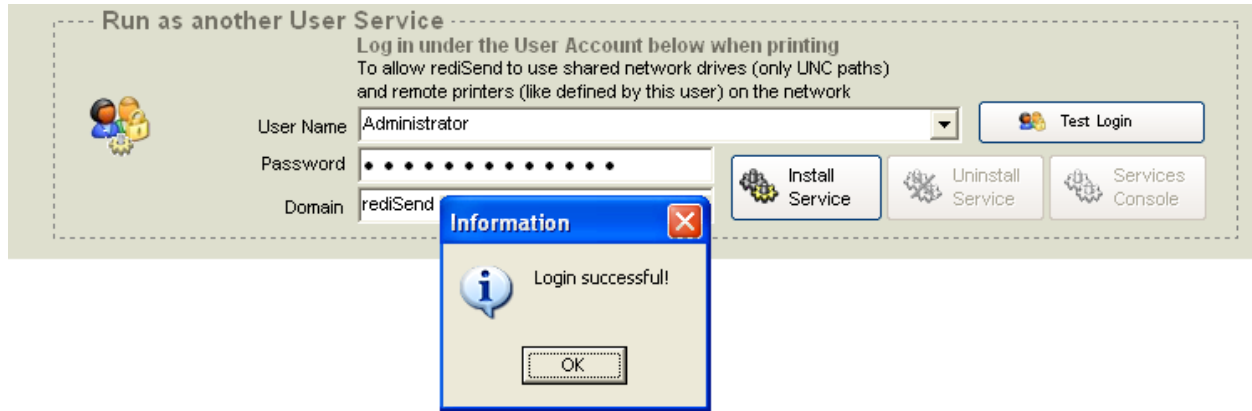 Run as another User Service
Log in under the User Account below when printing
To allow rediSend to use shared network drives (only UNC paths)
and remote printers (like defined by this user) on the network
User Name Administrator Test Login
Password ● ● ● ● ● ● ● ● ● ● ● ● ●
Install Service
Uninstall Service
Services Console
Domain rediSend
Information
Login successful!
OK